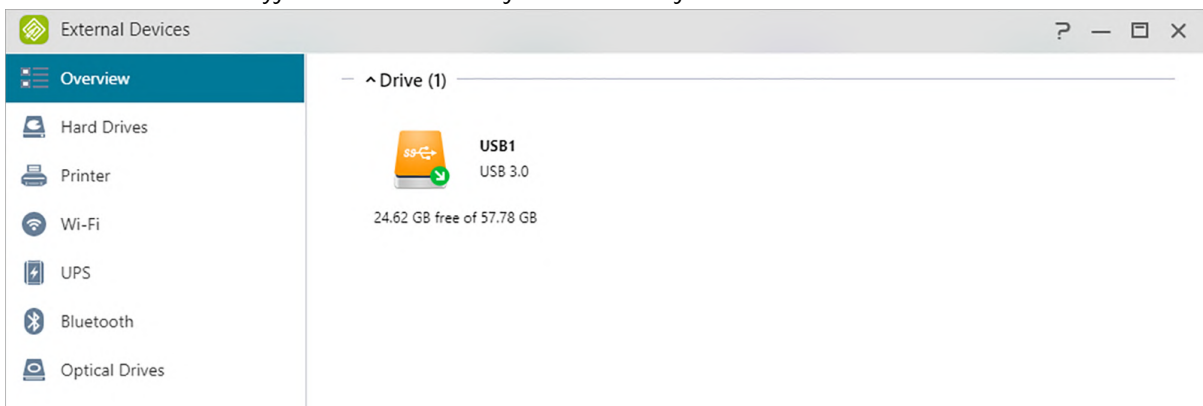 External Devices
Overview
Hard Drives
Printer
Wi-Fi
UPS
Bluetooth
Optical Drives
Drive (1)
SS
USB1
USB 3.0
24.62 GB free of 57.78 GB